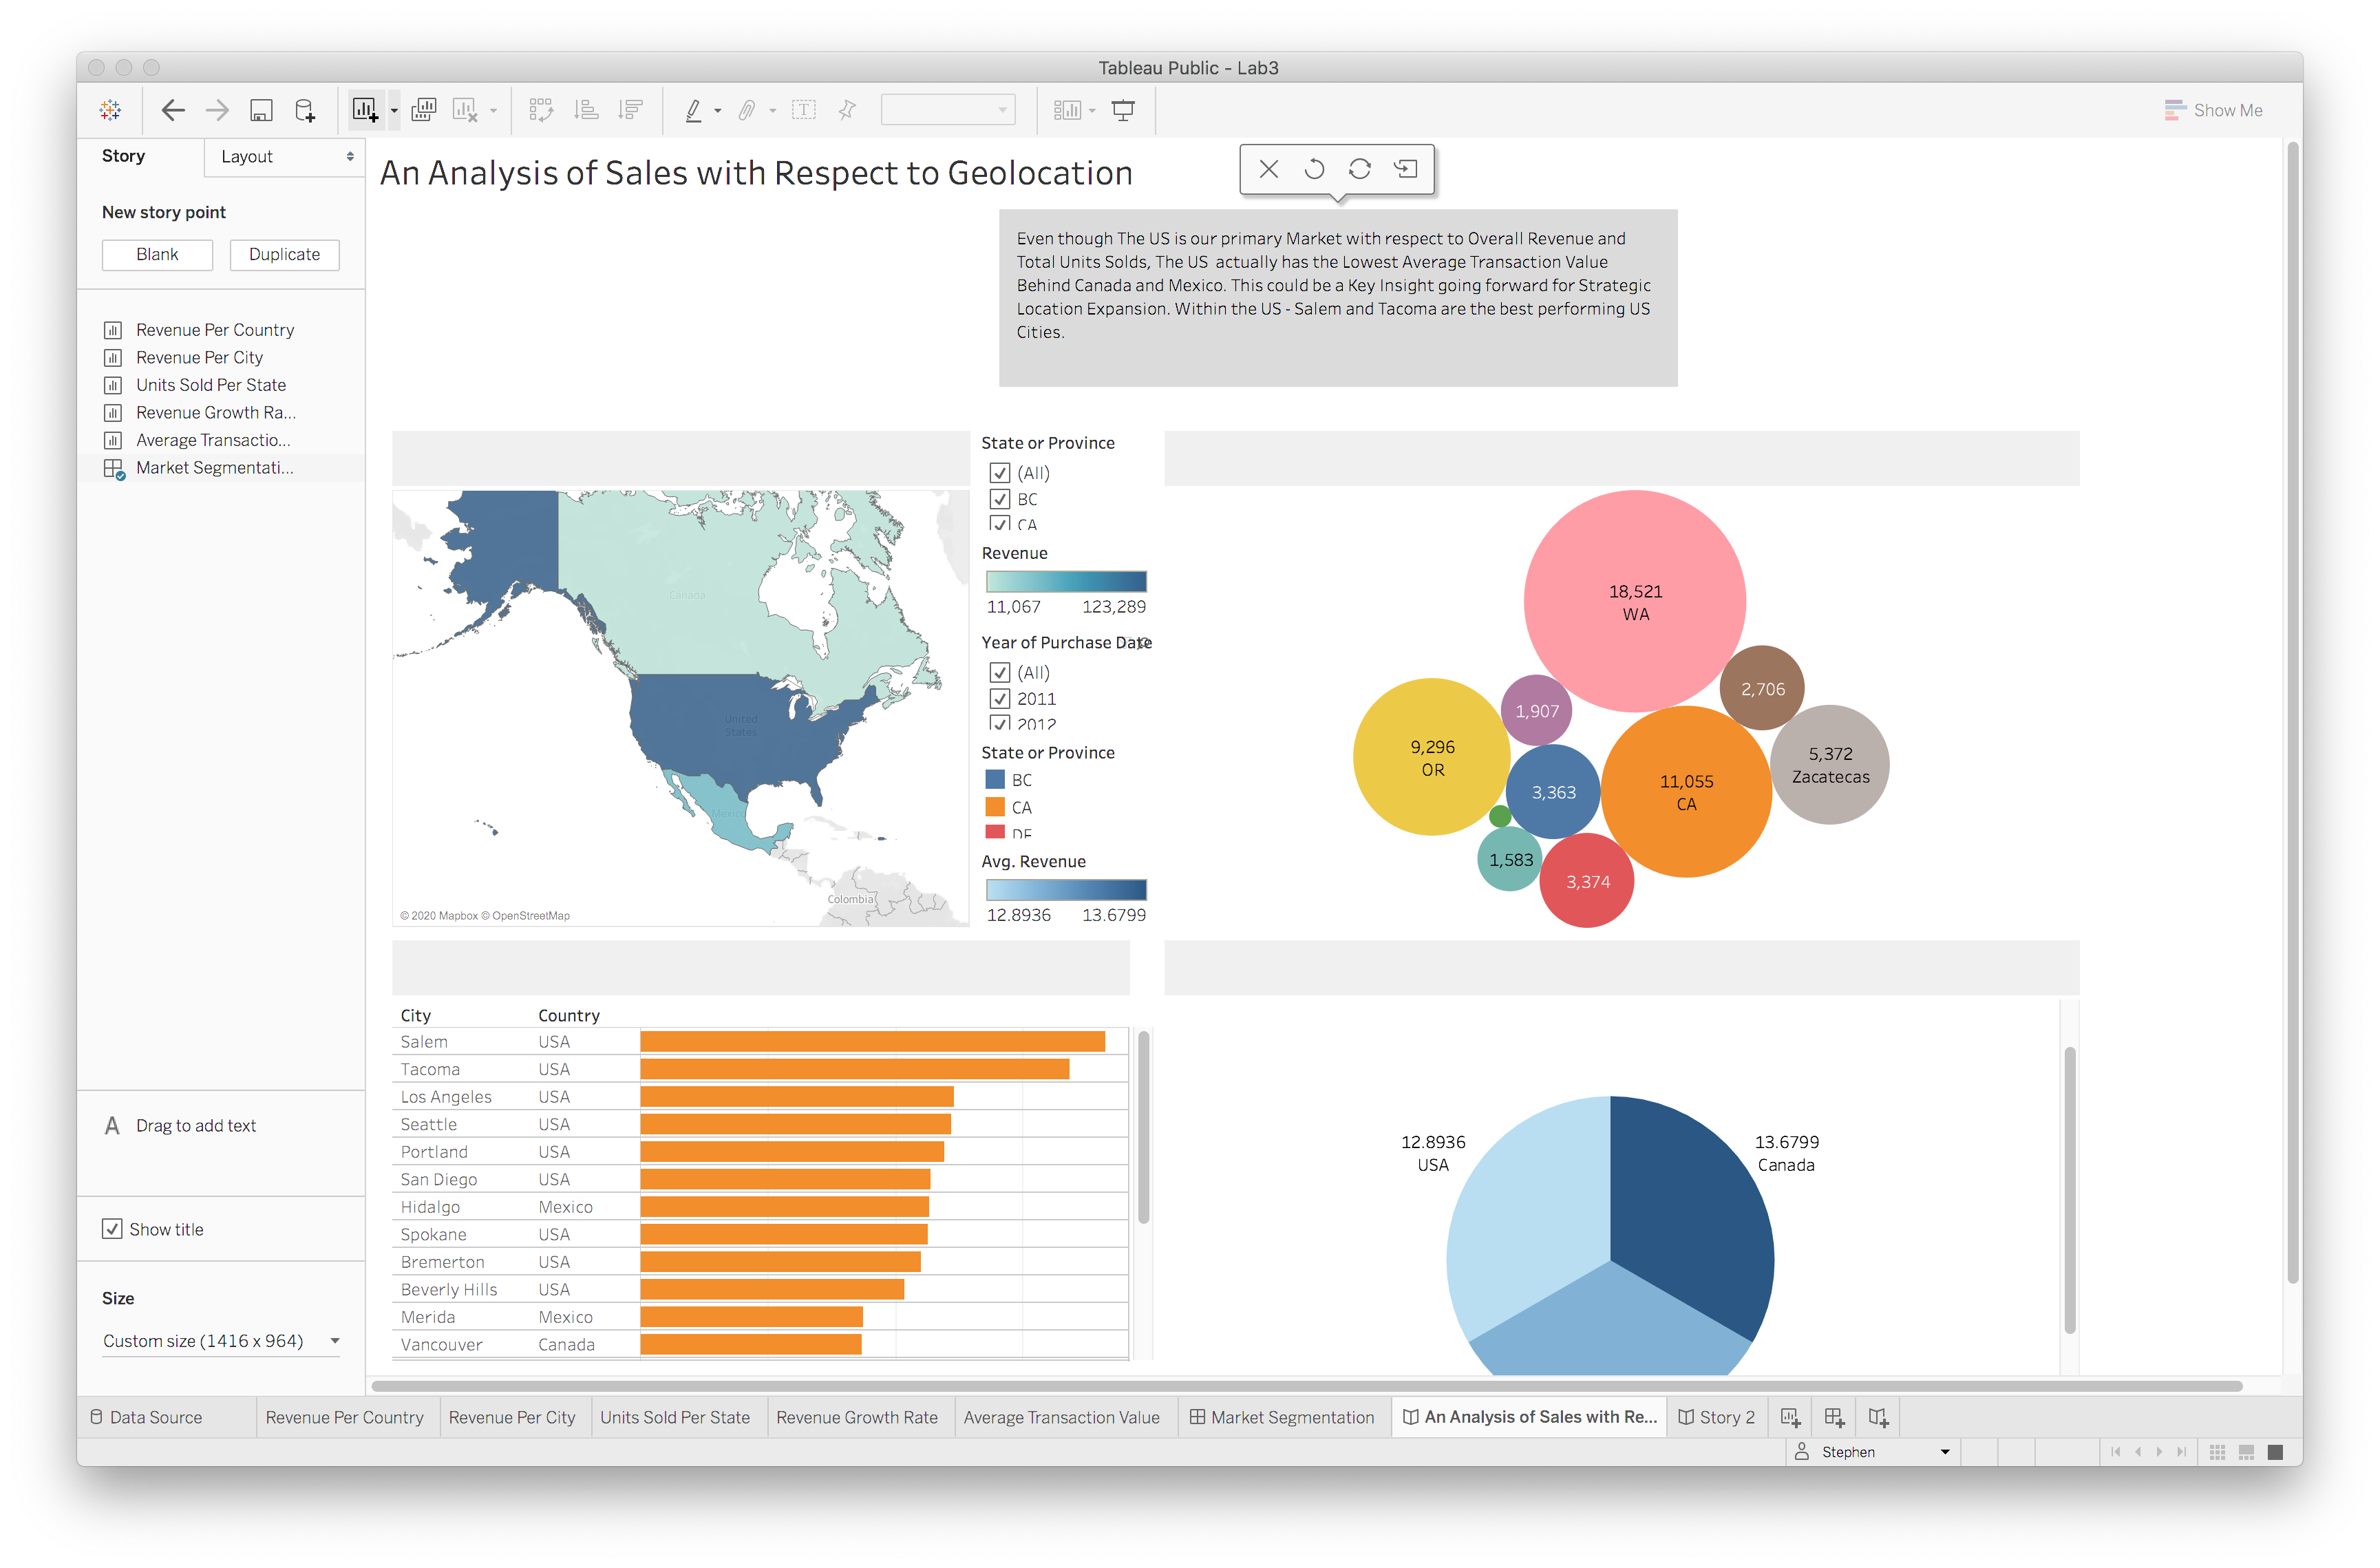 Tableau Public - Lab3
Show Me
Story
Layout
New story point
Blank
Duplicate
Revenue Per Country
Revenue Per City
Units Sold Per State
Revenue Growth Ra...
Average Transactio...
Market Segmentati...
A Drag to add text
Show title
Size
Custom size (1416 x 964)
An Analysis of Sales with Respect to Geolocation
Even though The US is our primary Market with respect to Overall Revenue and
Total Units Solds, The US actually has the Lowest Average Transaction Value
Behind Canada and Mexico. This could be a Key Insight going forward for Strategic
Location Expansion. Within the US - Salem and Tacoma are the best performing US
Cities.
Canada
United
States
Mexico
Colombia
© 2020 Mapbox © OpenStreetMap
State or Province
(All)
BC
CA
Revenue
11,067 123,289
Year of Purchase Date
(All)
2011
2012
State or Province
BC
CA
DF
Avg. Revenue
12.8936 13.6799
18,521
WA
2,706
1,907
9,296
OR
5,372
Zacatecas
11,055
CA
3,363
1,583
3,374
City Country
Salem USA
Tacoma USA
Los Angeles USA
Seattle USA
Portland USA
San Diego USA
Hidalgo Mexico
Spokane USA
Bremerton USA
Beverly Hills USA
Merida Mexico
Vancouver Canada
12.8936
USA
13.6799
Canada
Data Source
Revenue Per Country
Revenue Per City
Units Sold Per State
Revenue Growth Rate
Average Transaction Value
Market Segmentation
An Analysis of Sales with Re...
Story 2
Stephen